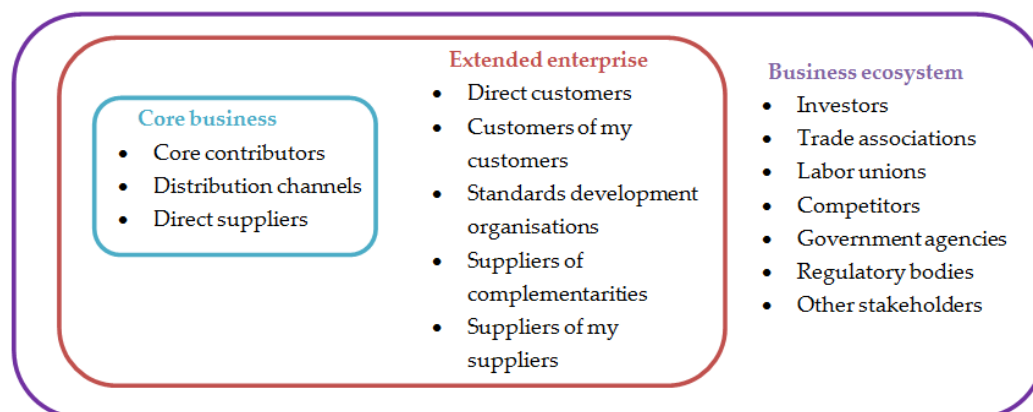 Core business
• Core contributors
• Distribution channels
• Direct suppliers
Extended enterprise
• Direct customers
• Customers of my
customers
• Standards development
organisations
• Suppliers of
complementarities
• Suppliers of my
suppliers
Business ecosystem
• Investors
• Trade associations
• Labor unions
• Competitors
• Government agencies
• Regulatory bodies
• Other stakeholders